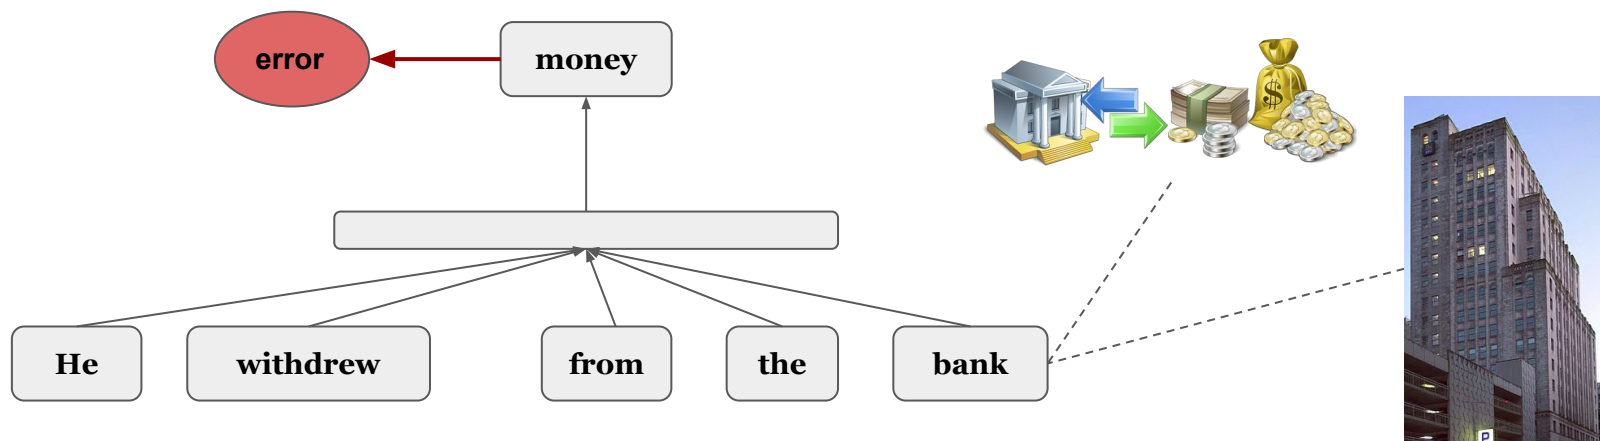 error
money
$
He
withdrew
from
the
bank
P